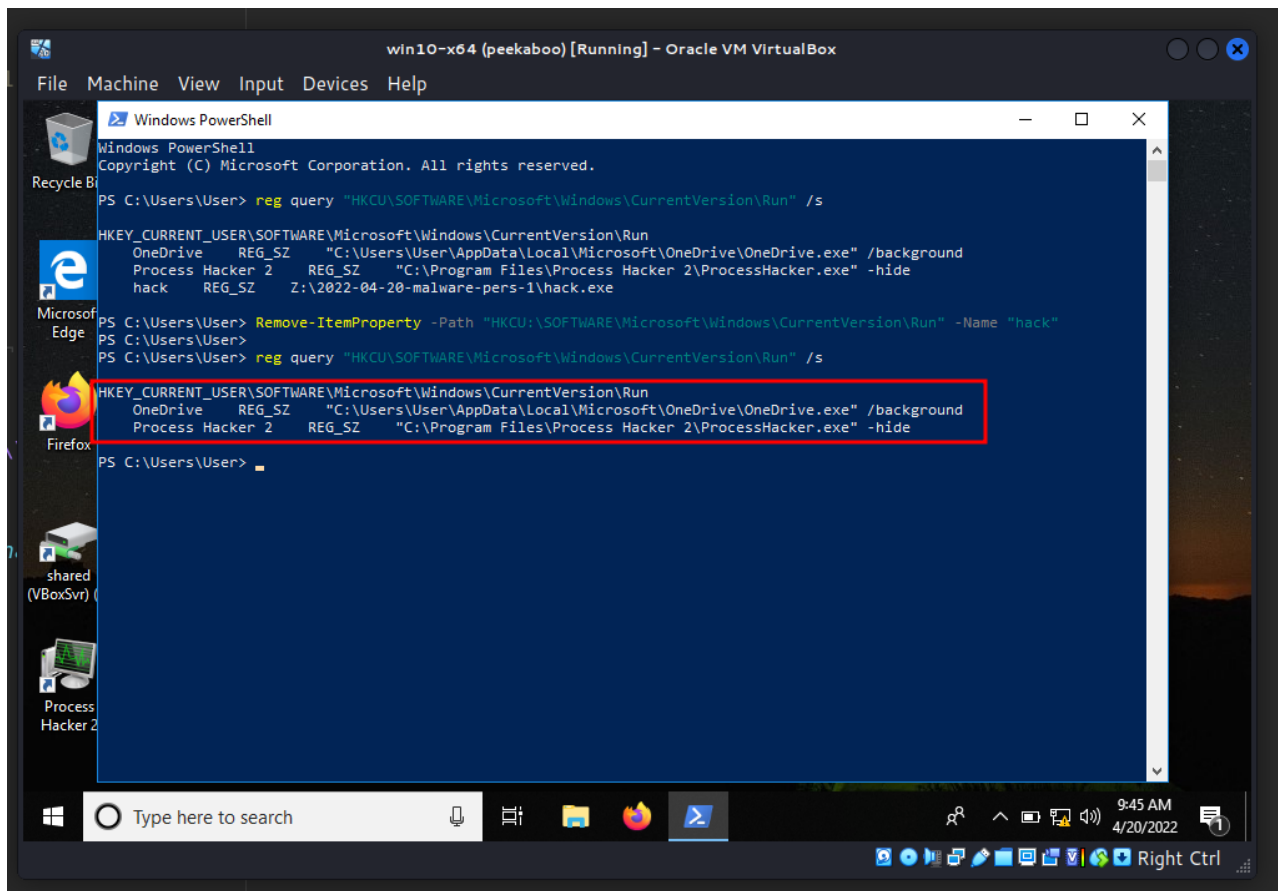 win10-x64 (peekaboo) [Running] - Oracle VM VirtualBox
File Machine View Input Devices Help
Windows PowerShell
Windows PowerShell
Copyright (C) Microsoft Corporation. All rights reserved.
PS C:\Users\User> reg query "HKCU\SOFTWARE\Microsoft\Windows\CurrentVersion\Run" /s
HKEY_CURRENT_USER\SOFTWARE\Microsoft\Windows\CurrentVersion\Run
OneDrive REG_SZ "C:\Users\User\AppData\Local\Microsoft\OneDrive\OneDrive.exe" /background
Process Hacker 2 REG_SZ "C:\Program Files\Process Hacker 2\ProcessHacker.exe" -hide
hack REG_SZ Z:\2022-04-20-malware-pers-1\hack.exe
PS C:\Users\User> Remove-ItemProperty -Path "HKCU:\SOFTWARE\Microsoft\Windows\CurrentVersion\Run" -Name "hack"
PS C:\Users\User>
PS C:\Users\User> reg query "HKCU\SOFTWARE\Microsoft\Windows\CurrentVersion\Run" /s
HKEY_CURRENT_USER\SOFTWARE\Microsoft\Windows\CurrentVersion\Run
OneDrive REG_SZ "C:\Users\User\AppData\Local\Microsoft\OneDrive\OneDrive.exe" /background
Process Hacker 2 REG_SZ "C:\Program Files\Process Hacker 2\ProcessHacker.exe" -hide
PS C:\Users\User>
Recycle Bi
Microsof
Edge
Firefox
shared
(VBoxSvr) (
Process
Hacker 2
Type here to search
9:45 AM
4/20/2022
1
Right Ctrl